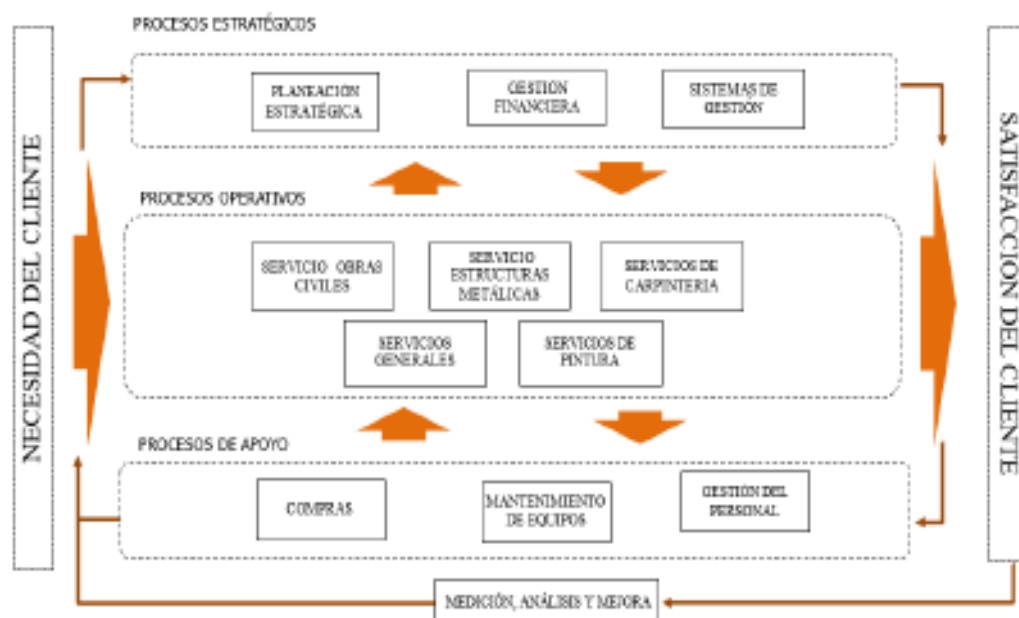 PROCESOS ESTRATÉGICOS
NECESIDAD DEL CLIENTE
PLANEACIÓN
ESTRATÉGICA
GESTION
FINANCIERA
SISTEMAS DE
GESTIÓN
PROCESOS OPERATIVOS
SERVICIO OBRAS
CIVILES
SERVICIO
ESTRUCTURAS
METÁLICAS
SERVICIOS DE
CARPINTERIA
SERVICIOS
GENERALES
SERVICIOS DE
PINTURA
PROCESOS DE APOYO
COMPRAS
MANTENIMIENTO
DE EQUIPOS
GESTIÓN DEL
PERSONAL
SATISFACCION DEL CLIENTE
MEDICIÓN, ANÁLISIS Y MEJORA